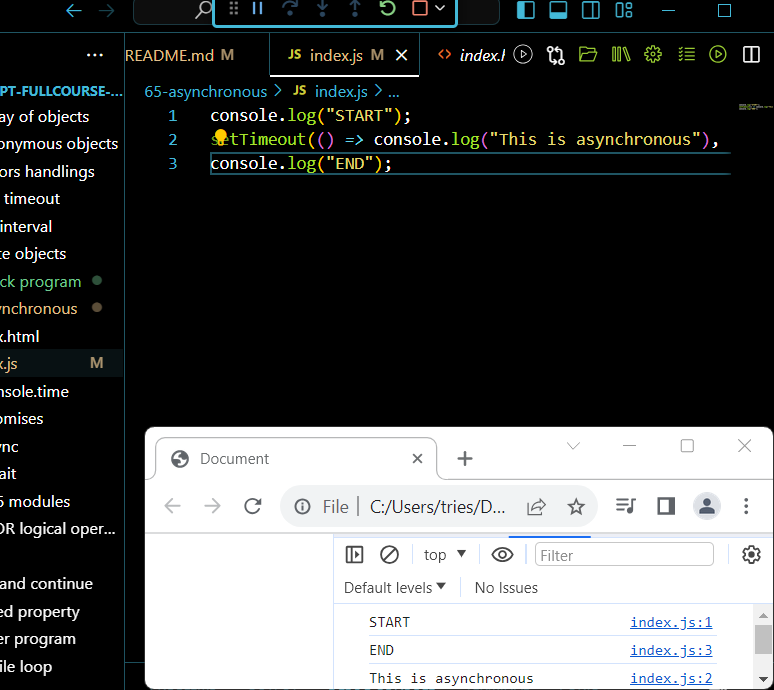 README.md M
JS index.js M
<> index.h
PT-FULLCOURSE-...
65-asynchronous > JS index.js > ...
ay of objects
onymous objects
ors handlings
timeout
interval
te objects
ck program
nchronous
x.html
x.js M
nsole.time
omises
nc
ait
6 modules
OR logical oper...
and continue
ed property
er program
ile loop
1 console.log("START");
2 setTimeout(() => console.log("This is asynchronous"),
3 console.log("END");
Document
File | C:/Users/tries/D...
top
Filter
Default levels
No Issues
START index.js:1
END index.js:3
This is asynchronous index.js:2